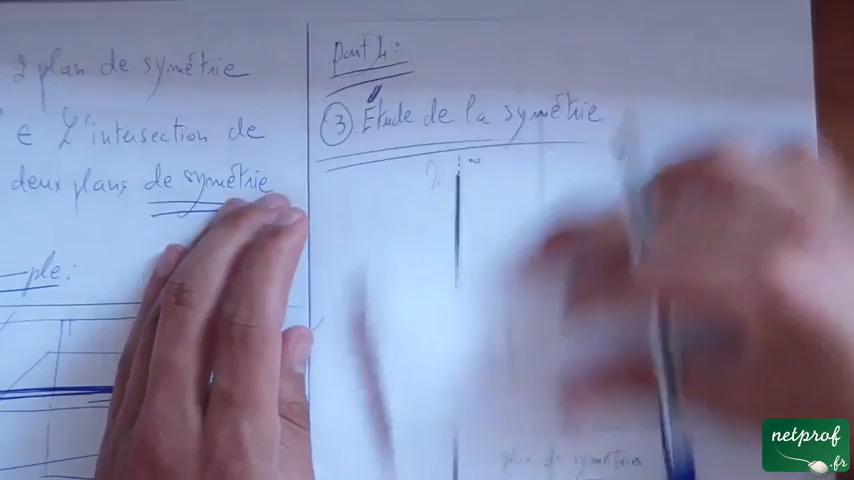 2 plan de symétrie
∈ L'intersection de
deux plans de symétrie
ple:
part 4:
③. Étude de la symétrie
∞
plan de symétries
netprof
.fr